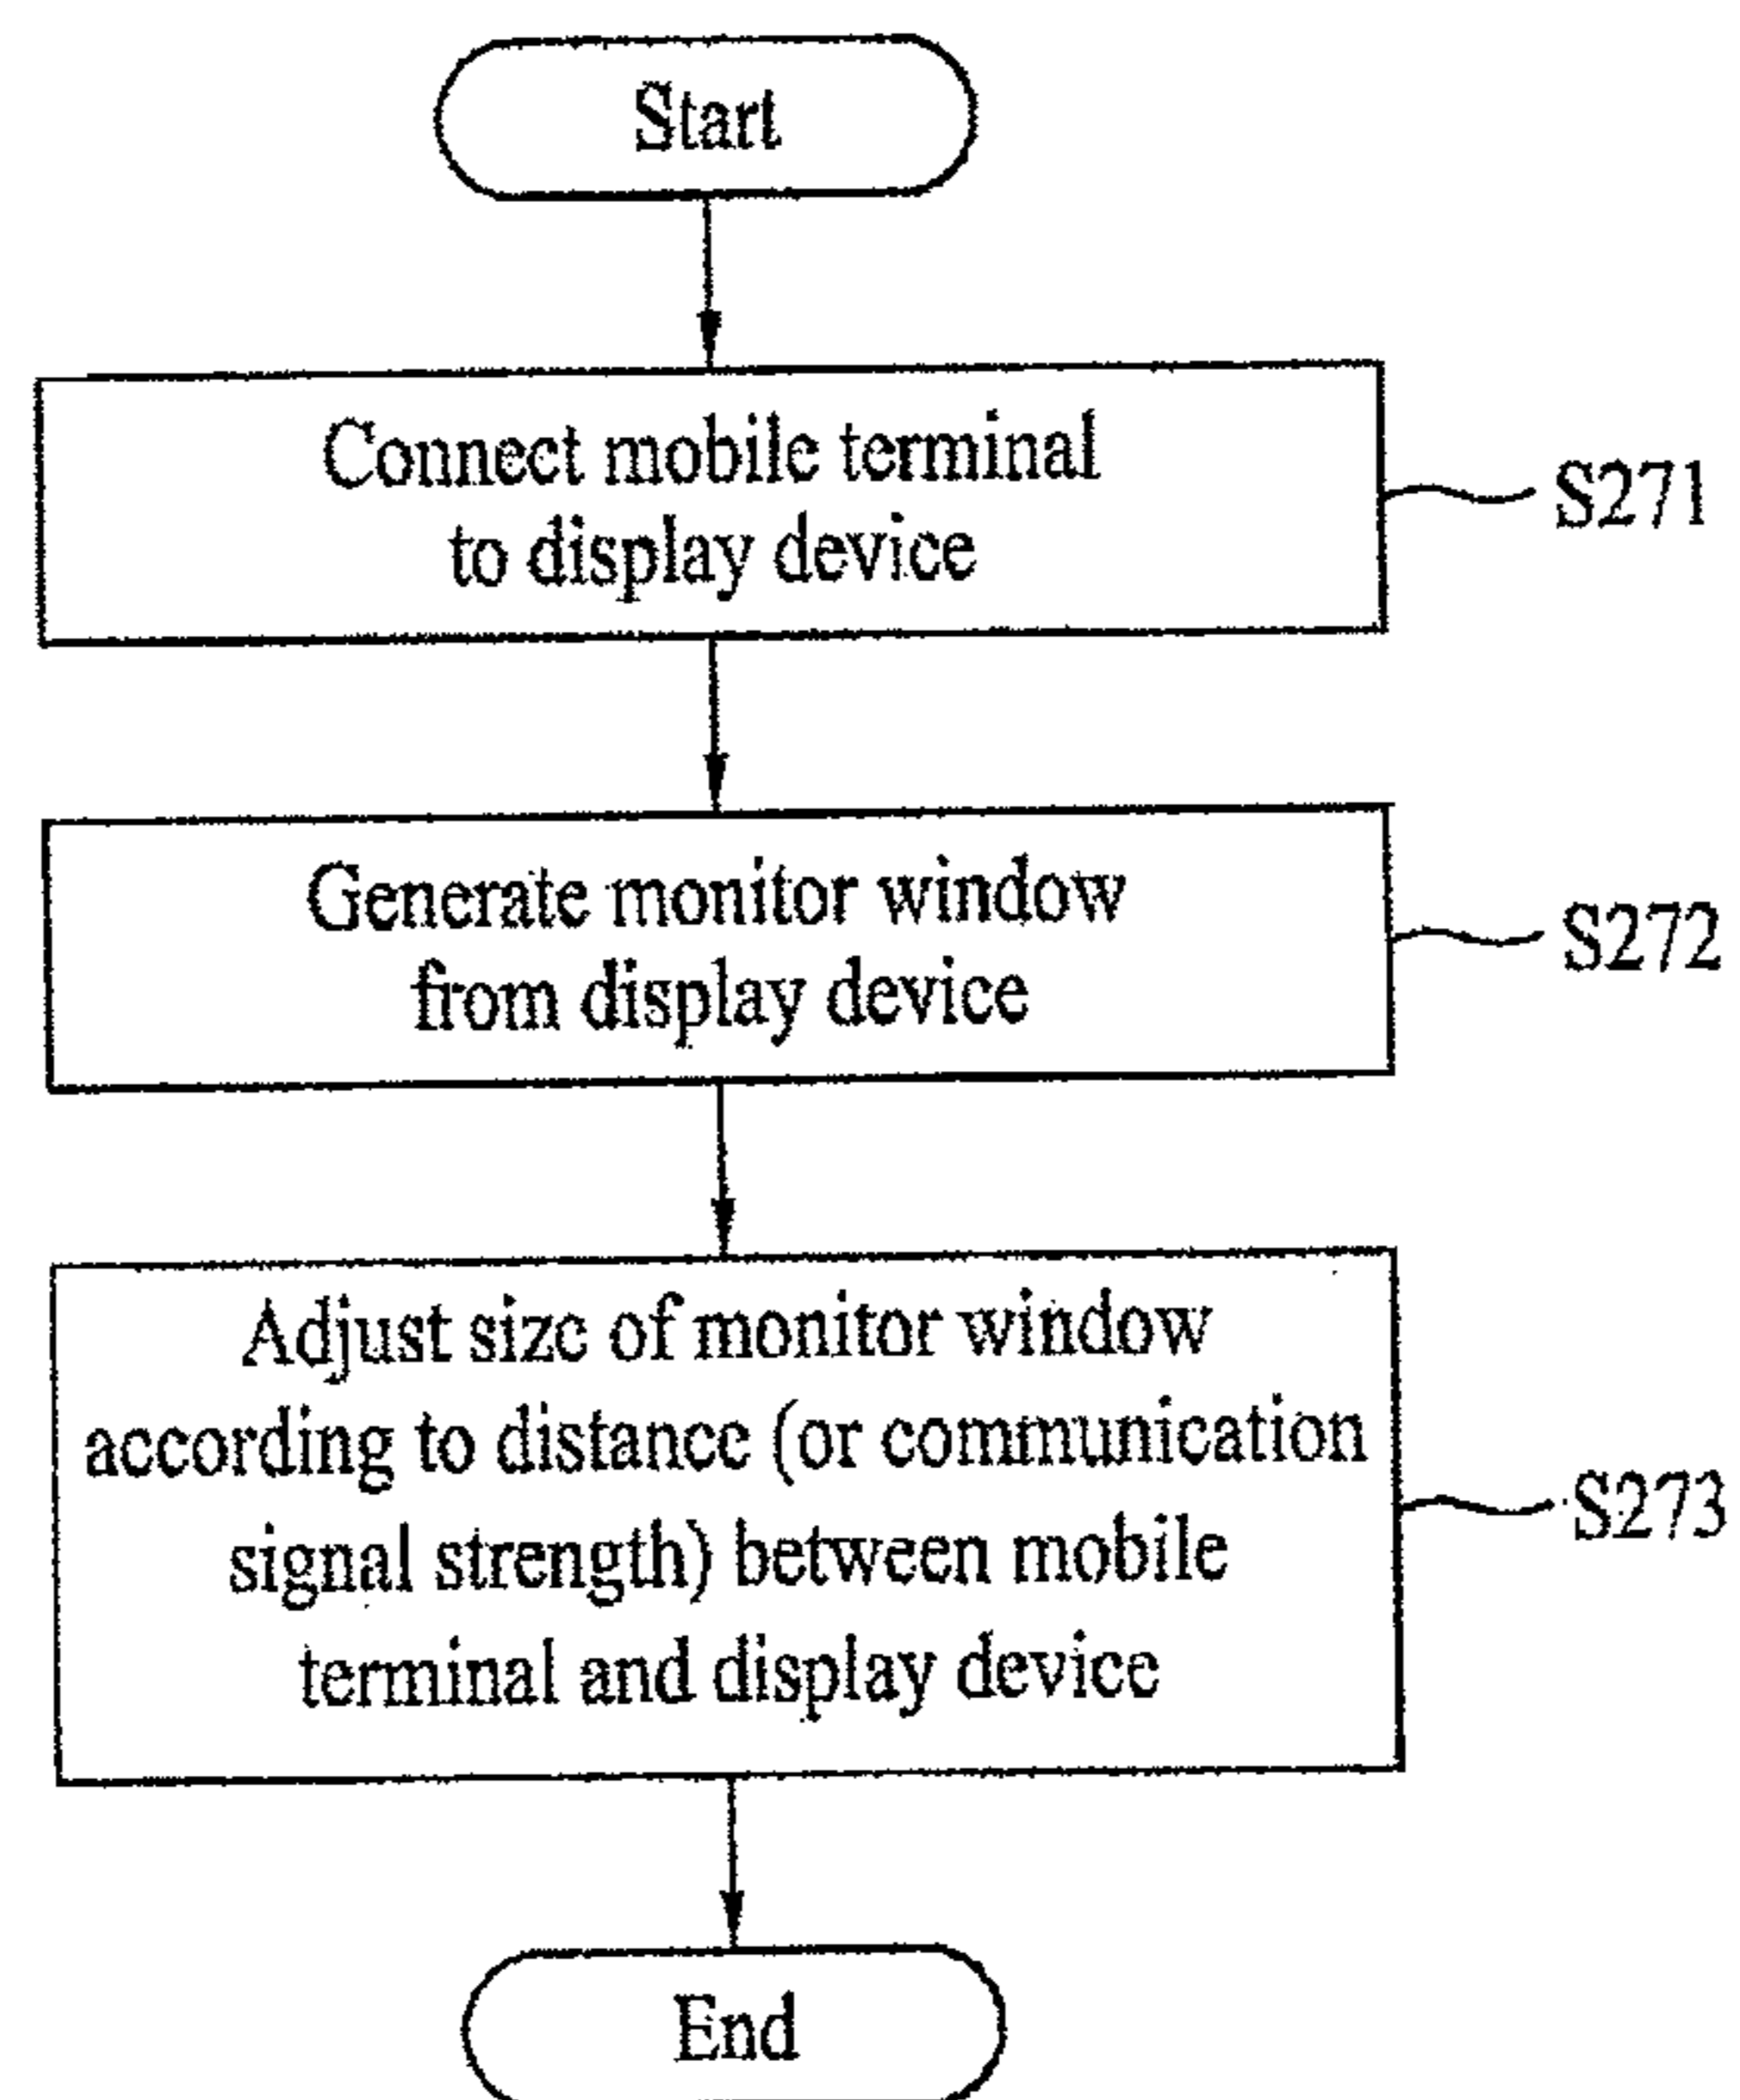 Start
Connect mobile terminal
to display device
S271
Generate monitor window
from display device
S272
Adjust size of monitor window
according to distance (or communication
signal strength) between mobile
terminal and display device
S273
End